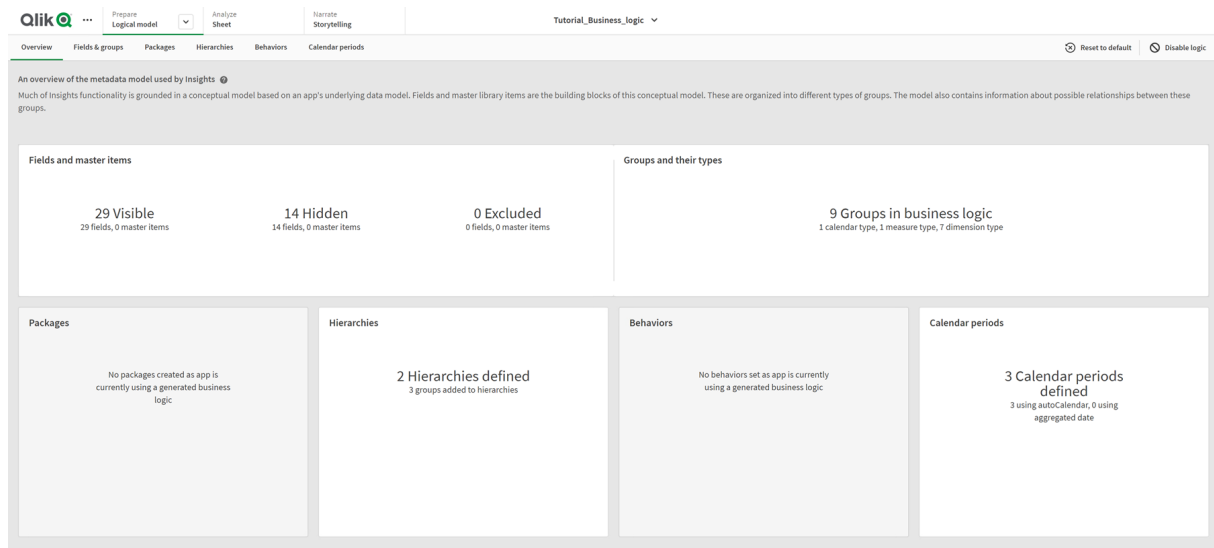 Qlik
Prepare
Logical model
Analyze
Sheet
Narrate
Storytelling
Tutorial_Business_logic
Overview
Fields & groups
Packages
Hierarchies
Behaviors
Calendar periods
Reset to default
Disable logic
An overview of the metadata model used by Insights
Much of Insights functionality is grounded in a conceptual model based on an app's underlying data model. Fields and master library items are the building blocks of this conceptual model. These are organized into different types of groups. The model also contains information about possible relationships between these
groups.
Fields and master items
29 Visible
29 fields, 0 master items
14 Hidden
14 fields, 0 master items
0 Excluded
0 fields, 0 master items
Groups and their types
9 Groups in business logic
1 calendar type, 1 measure type, 7 dimension type
Packages
No packages created as app is
currently using a generated business
logic
Hierarchies
2 Hierarchies defined
3 groups added to hierarchies
Behaviors
No behaviors set as app is currently
using a generated business logic
Calendar periods
3 Calendar periods
defined
3 using autoCalendar, 0 using
aggregated date